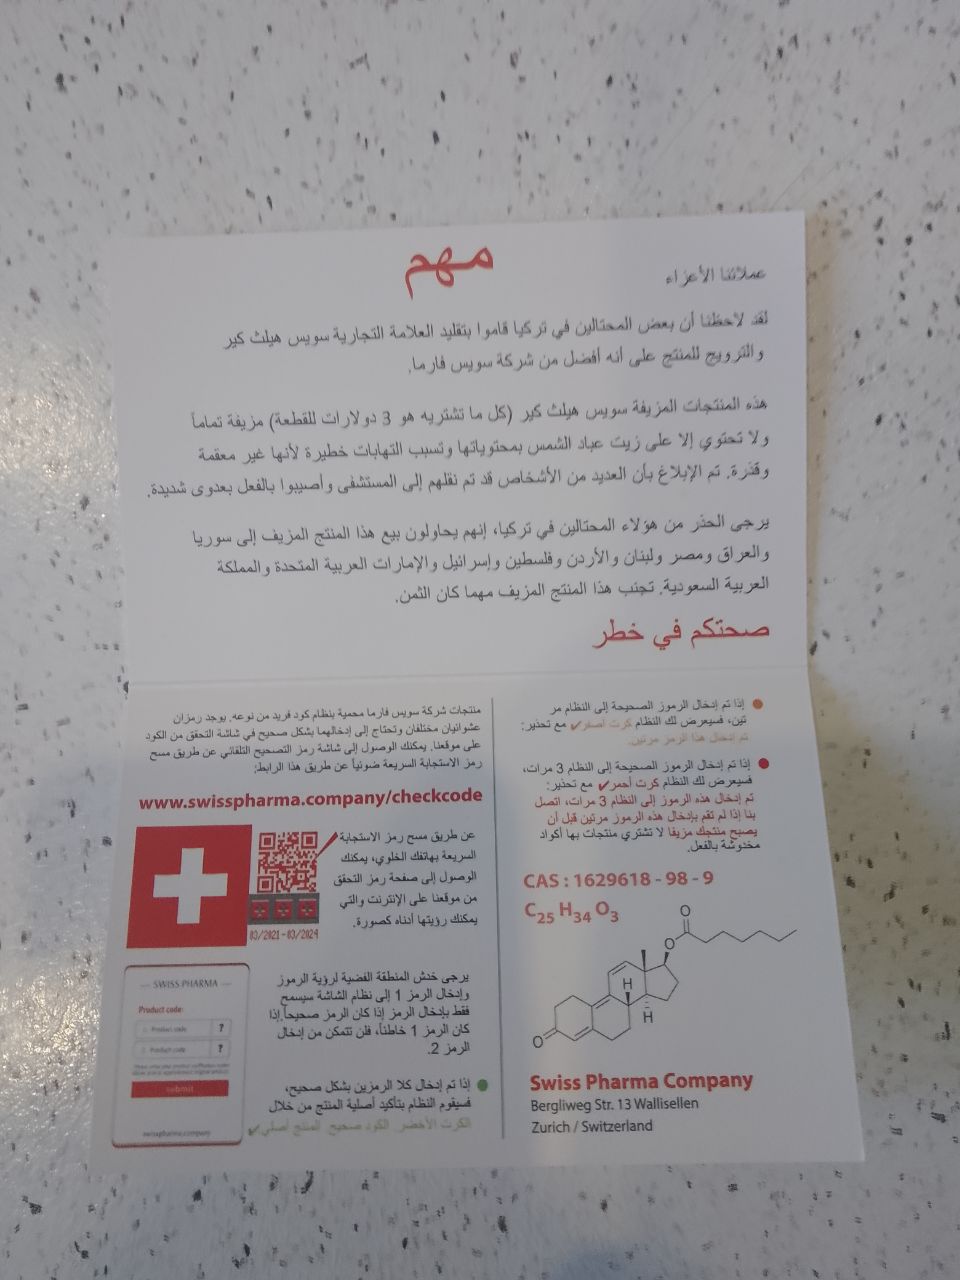 مهم
عملائنا الأعزاء
لقد لاحظنا أن بعض المحتالين في تركيا قاموا بتقليد العلامة التجارية سويس هيلث كير
والترويج للمنتج على أنه أفضل من شركة سويس فارما.
هذه المنتجات المزيفة سويس هيلث كير (كل ما تشتريه هو 3 دولارات للقطعة) مزيفة تماماً
ولا تحتوي إلا على زيت عباد الشمس بمحتوياتها وتسبب التهابات خطيرة لأنها غير معقمة
وقذرة. تم الإبلاغ بأن العديد من الأشخاص قد تم نقلهم إلى المستشفى وأصيبوا بالفعل بعدوى شديدة.
يرجى الحذر من هؤلاء المحتالين في تركيا، إنهم يحاولون بيع هذا المنتج المزيف إلى سوريا
والعراق ومصر ولبنان والأردن وفلسطين وإسرائيل والإمارات العربية المتحدة والمملكة
العربية السعودية. تجنب هذا المنتج المزيف مهما كان الثمن.
صحتكم في خطر
إذا تم إدخال الرموز الصحيحة إلى النظام مر
تين، فسيعرض لك النظام كرت أصفر✓ مع تحذير:
تم إدخال هذا الرمز مرتين.
إذا تم إدخال الرموز الصحيحة إلى النظام 3 مرات،
فسيعرض لك النظام كرت أحمر✓ مع تحذير:
تم إدخال هذه الرموز إلى النظام 3 مرات، اتصل
بنا إذا لم تقم بإدخال هذه الرموز مرتين قبل أن
يصبح منتجك مزيفا لا تشتري منتجات بها أكواد
مخدوشة بالفعل.
CAS : 1629618 - 98 - 9
C25 H34 O3
O
O
H
H
O
Swiss Pharma Company
Bergliweg Str. 13 Wallisellen
Zurich / Switzerland
منتجات شركة سويس فارما محمية بنظام كود فريد من نوعه. يوجد رمزان
عشوائيان مختلفان وتحتاج إلى إدخالهما بشكل صحيح في شاشة التحقق من الكود
على موقعنا. يمكنك الوصول إلى شاشة رمز التصحيح التلقائي عن طريق مسح
رمز الاستجابة السريعة ضوئياً عن طريق هذا الرابط:
www.swisspharma.company/checkcode
عن طريق مسح رمز الاستجابة
السريعة بهاتفك الخلوي، يمكنك
الوصول إلى صفحة رمز التحقق
من موقعنا على الإنترنت والتي
يمكنك رؤيتها أدناه كصورة.
03/2021-03/2024
يرجى خدش المنطقة الفضية لرؤية الرموز
وإدخال الرمز 1 إلى نظام الشاشة سيسمح
فقط بإدخال الرمز إذا كان الرمز صحيحاً.إذا
كان الرمز 1 خاطئاً، فلن تتمكن من إدخال
الرمز 2.
SWISS PHARMA
Product code:
Product code ?
Product code ?
submit
swisspharma.company
إذا تم إدخال كلا الرمزين بشكل صحيح،
فسيقوم النظام بتأكيد أصلية المنتج من خلال
الكرت الأخضر. الكود صحيح. المنتج أصلي✓